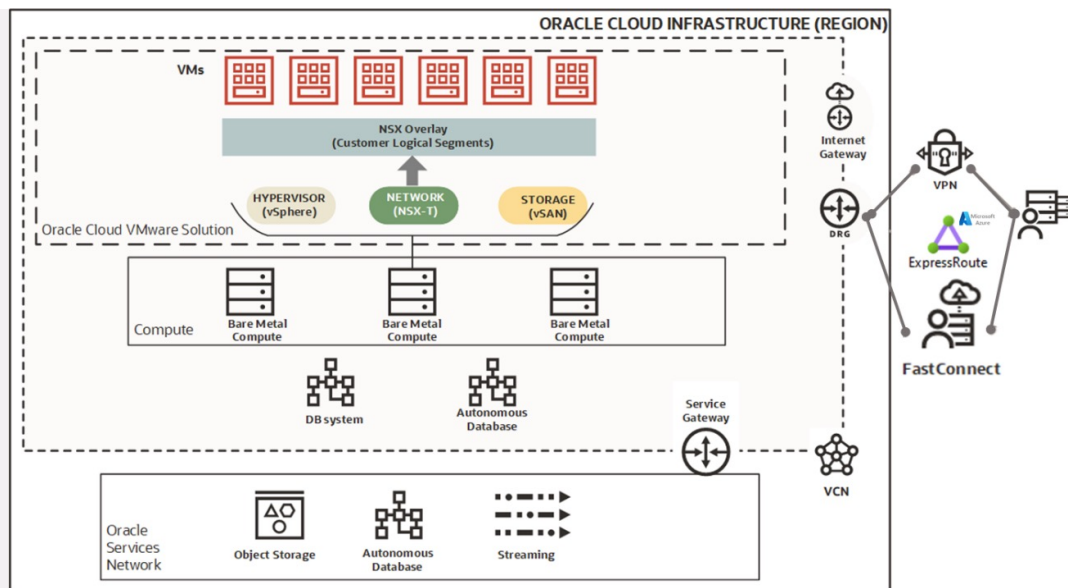 ORACLE CLOUD INFRASTRUCTURE (REGION)
VMs
NSX Overlay
(Customer Logical Segments)
HYPERVISOR
(vSphere)
NETWORK
(NSX-T)
STORAGE
(vSAN)
Oracle Cloud VMware Solution
Internet
Gateway
DRG
VPN
Microsoft
Azure
ExpressRoute
FastConnect
Compute
Bare Metal
Compute
Bare Metal
Compute
Bare Metal
Compute
DB system
Autonomous
Database
Service
Gateway
VCN
Oracle
Services
Network
Object Storage
Autonomous
Database
Streaming